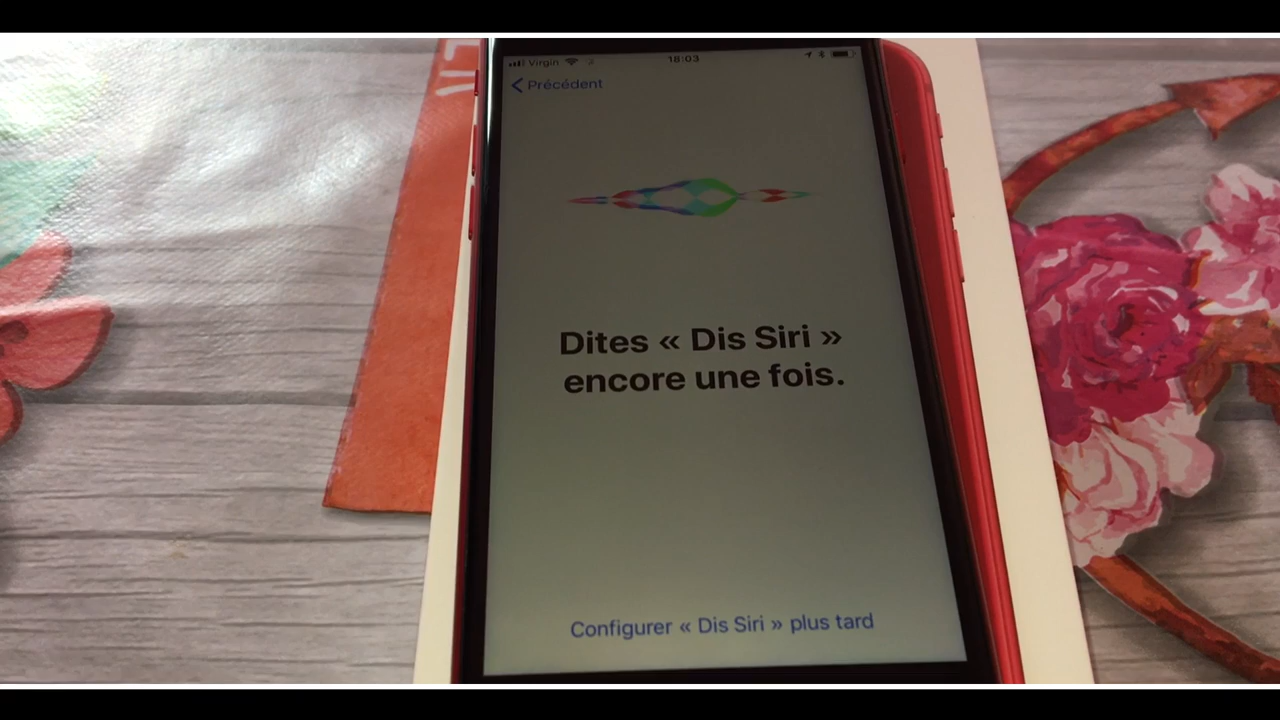 Virgin
18:03
Précédent
Dites « Dis Siri »
encore une fois.
Configurer « Dis Siri » plus tard